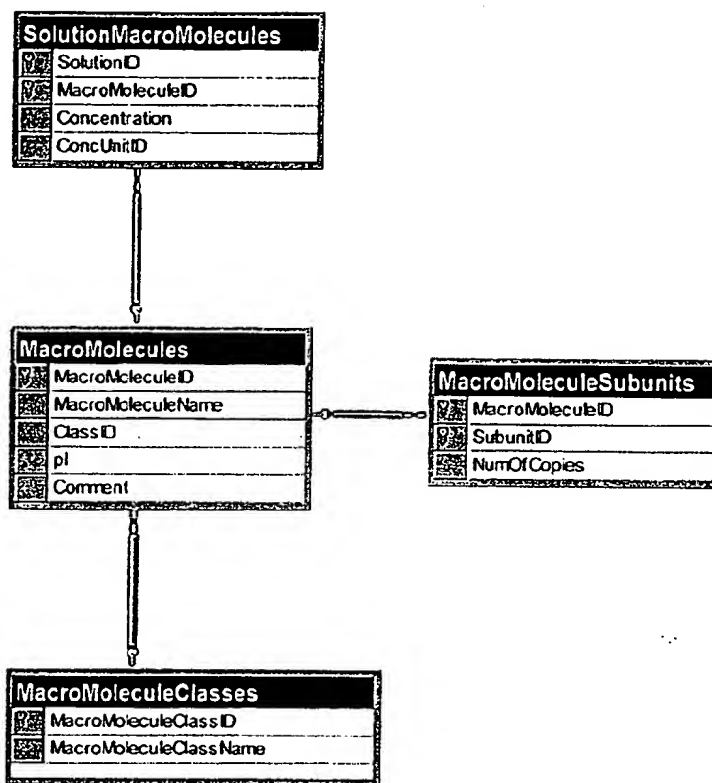 SolutionMacroMolecules
SolutionID
MacroMoleculeID
Concentration
ConcUnitID
MacroMolecules
MacroMoleculeID
MacroMoleculeName
ClassID
pI
Comment
MacroMoleculeSubunits
MacroMoleculeID
SubunitID
NumOfCopies
MacroMoleculeClasses
MacroMoleculeClassID
MacroMoleculeClassName